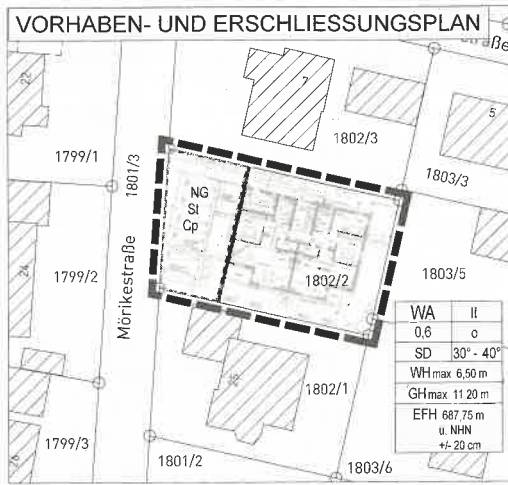 VORHABEN- UND ERSCHLIESSUNGSPLAN
22
7
5
1799/1
1801/3
1802/3
1803/3
NG
St
Cp
24
1799/2
Mörikestraße
1802/2
1803/5
WA II
0,6 o
SD 30° - 40°
WH max 6,50 m
GH max 11 20 m
EFH 687,75 m
ü. NHN
+/- 20 cm
1802/1
1799/3
1801/2
1803/6
26